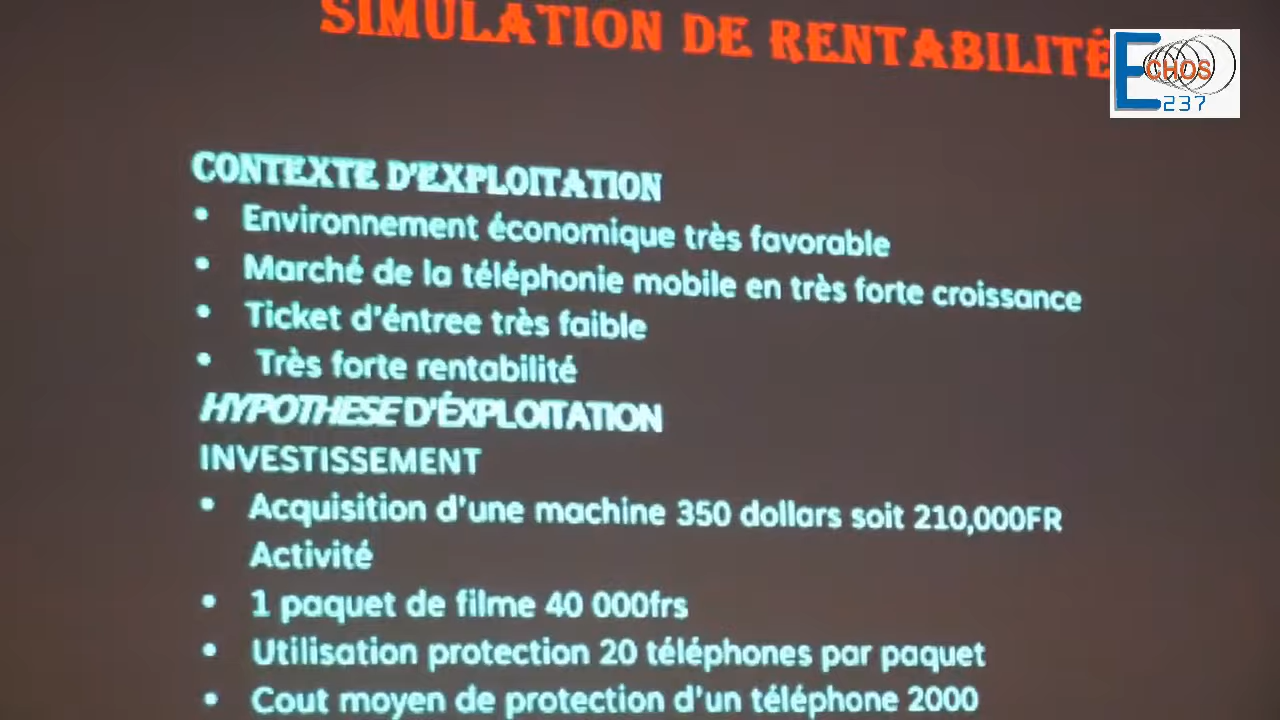 SIMULATION DE RENTABILITÉ
ECHOS
237
CONTEXTE D'EXPLOITATION
• Environnement économique très favorable
• Marché de la téléphonie mobile en très forte croissance
• Ticket d'éntree très faible
• Très forte rentabilité
HYPOTHESE D'ÉXPLOITATION
INVESTISSEMENT
• Acquisition d'une machine 350 dollars soit 210,000FR
Activité
• 1 paquet de filme 40 000frs
• Utilisation protection 20 téléphones par paquet
• Cout moyen de protection d'un téléphone 2000